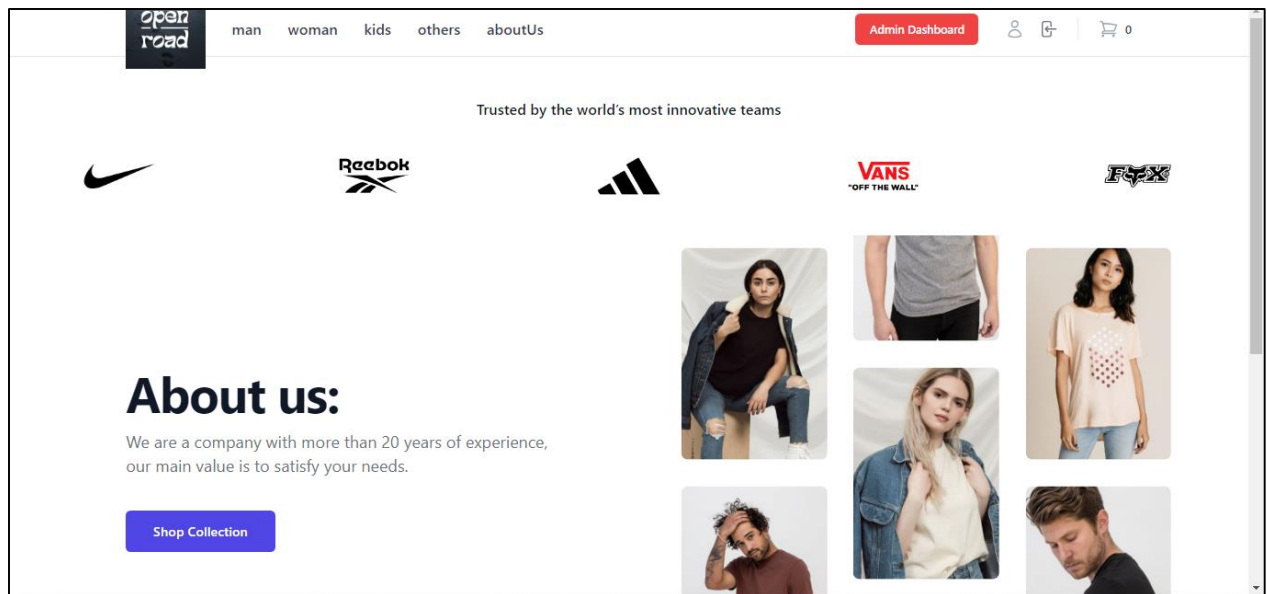 open
road
man woman kids others aboutUs
Admin Dashboard
0
Trusted by the world's most innovative teams
Reebok
VANS
"OFF THE WALL"
FOX
About us:
We are a company with more than 20 years of experience,
our main value is to satisfy your needs.
Shop Collection